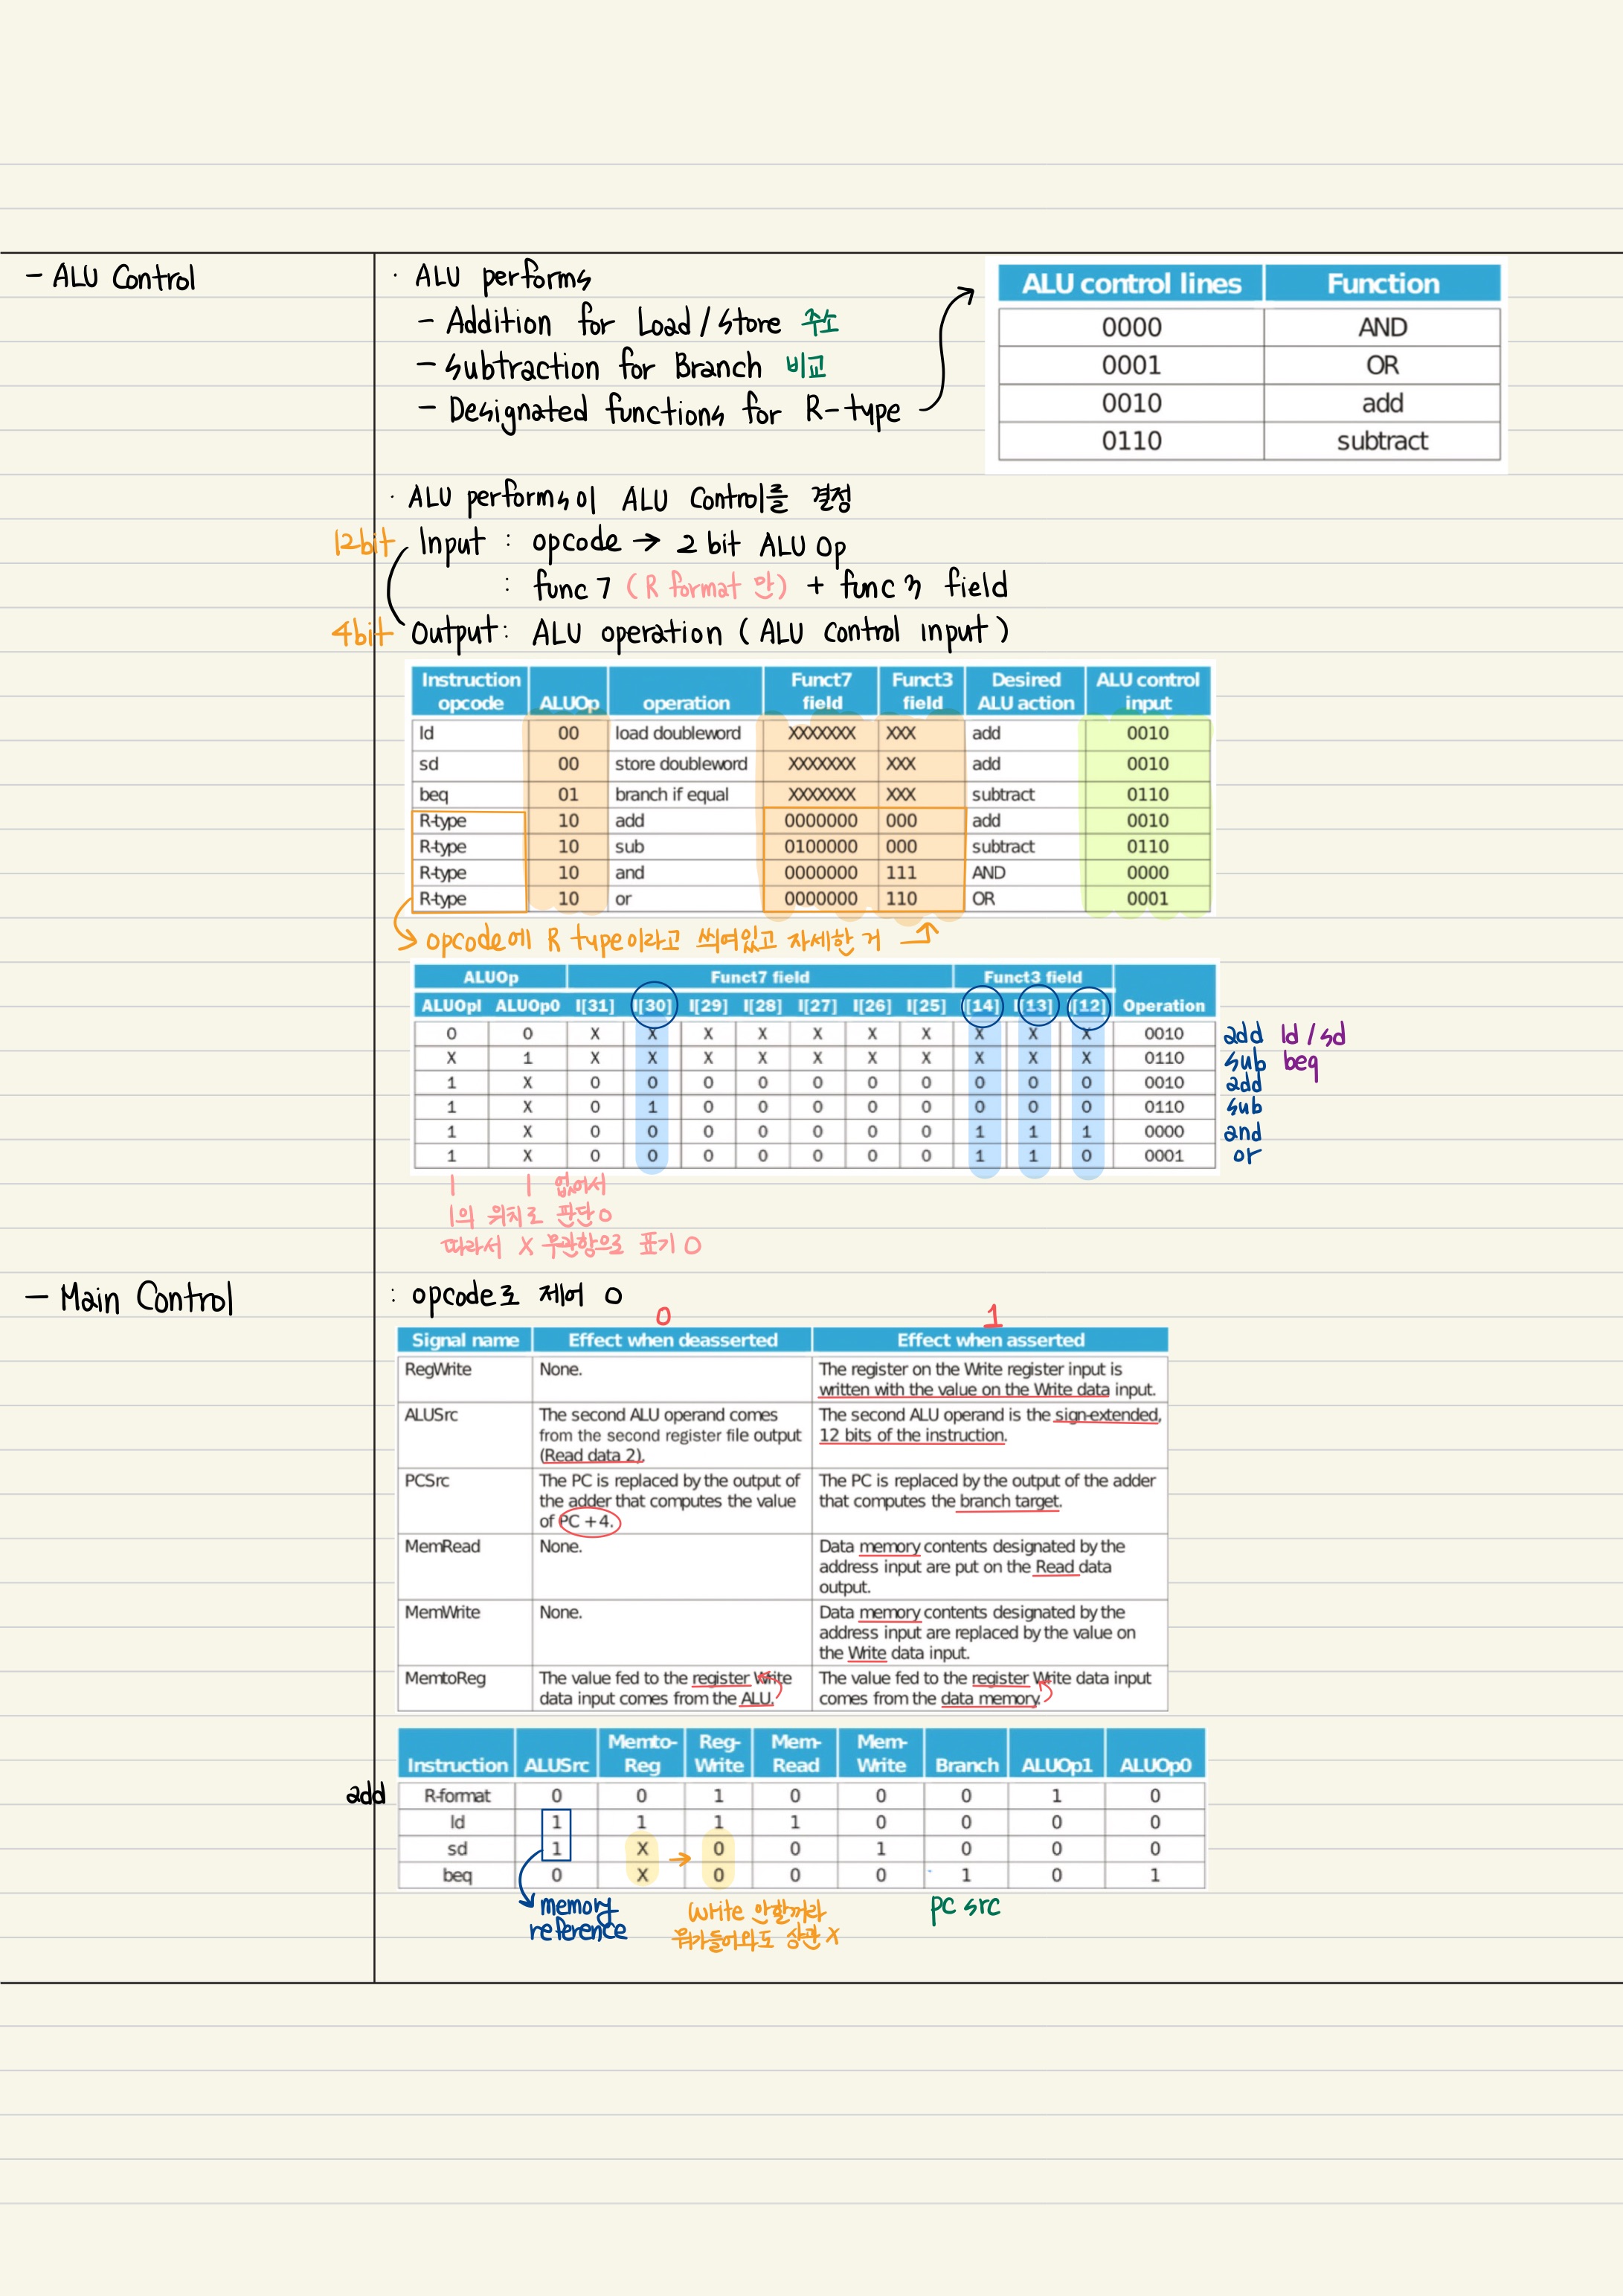 - ALU Control
· ALU performs
- Addition for Load / Store 주소
- Subtraction for Branch 비교
- Designated functions for R-type
ALU control lines Function
0000 AND
0001 OR
0010 add
0110 subtract
· ALU performs이 ALU Control를 결정
12bit Input : opcode → 2 bit ALU Op
: func 7 (R format 만) + func 3 field
4bit Output : ALU operation ( ALU control input )
Instruction opcode ALUOp operation Funct7 field Funct3 field Desired ALU action ALU control input
ld 00 load doubleword XXXXXXX XXX add 0010
sd 00 store doubleword XXXXXXX XXX add 0010
beq 01 branch if equal XXXXXXX XXX subtract 0110
R-type 10 add 0000000 000 add 0010
R-type 10 sub 0100000 000 subtract 0110
R-type 10 and 0000000 111 AND 0000
R-type 10 or 0000000 110 OR 0001
opcode에 R type이라고 씌여있고 자세한 거
ALUOp Funct7 field Funct3 field
ALUOpl ALUOp0 I[31] I[30] I[29] I[28] I[27] I[26] I[25] I[14] I[13] I[12] Operation
0 0 X X X X X X X X X X 0010 add ld / sd
X 1 X X X X X X X X X X 0110 sub beq
1 X 0 0 0 0 0 0 0 0 0 0 0010 add
1 X 0 1 0 0 0 0 0 0 0 0 0110 sub
1 X 0 0 0 0 0 0 0 1 1 1 0000 and
1 X 0 0 0 0 0 0 0 1 1 0 0001 or
1 1 없어서
1의 위치로 판단 O
따라서 X 무관항으로 표기 O
- Main Control
: opcode로 제어 O
0 1
Signal name Effect when deasserted Effect when asserted
RegWrite None. The register on the Write register input is
written with the value on the Write data input.
ALUSrc The second ALU operand comes The second ALU operand is the sign-extended,
from the second register file output 12 bits of the instruction.
(Read data 2).
PCSrc The PC is replaced by the output of The PC is replaced by the output of the adder
the adder that computes the value that computes the branch target.
of PC + 4.
MemRead None. Data memory contents designated by the
address input are put on the Read data
output.
MemWrite None. Data memory contents designated by the
address input are replaced by the value on
the Write data input.
MemtoReg The value fed to the register Write The value fed to the register Write data input
data input comes from the ALU. comes from the data memory.
Instruction ALUSrc Memto-Reg Reg-Write Mem-Read Mem-Write Branch ALUOp1 ALUOp0
add R-format 0 0 1 0 0 0 1 0
ld 1 1 1 1 0 0 0 0
sd 1 X → 0 0 1 0 0 0
beq 0 X 0 0 0 1 0 1
memory
reference
write 안할꺼라
뭐가들어와도 상관 X
PC src